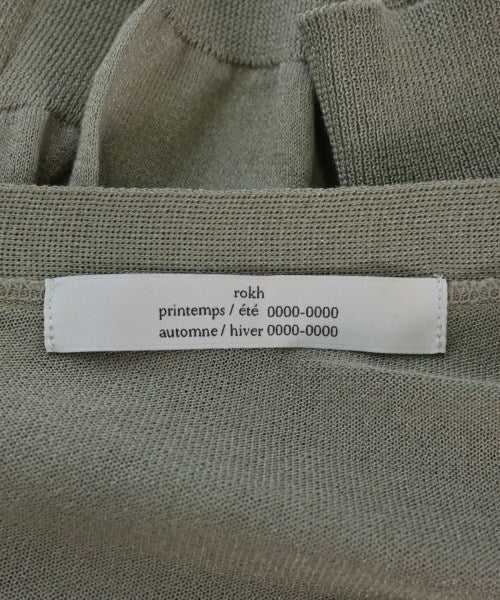 rokh
printemps / été 0000-0000
automne / hiver 0000-0000